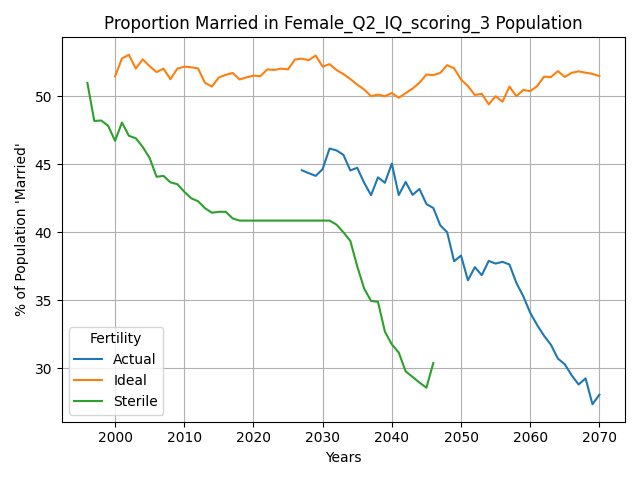 Proportion Married in Female_Q2_IQ_scoring_3 Population
% of Population 'Married'
50
45
40
35
30
Fertility
Actual
Ideal
Sterile
2000 2010 2020 2030 2040 2050 2060 2070
Years